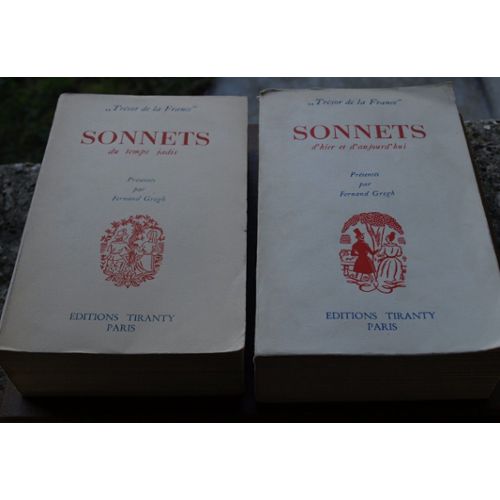 „Trésor de la France"
SONNETS
du temps jadis
Présentés
par
Fernand Gregh
EDITIONS TIRANTY
PARIS
„Trésor de la France"
SONNETS
d'hier et d'aujourd'hui
Présentés
par
Fernand Gregh
EDITIONS TIRANTY
PARIS